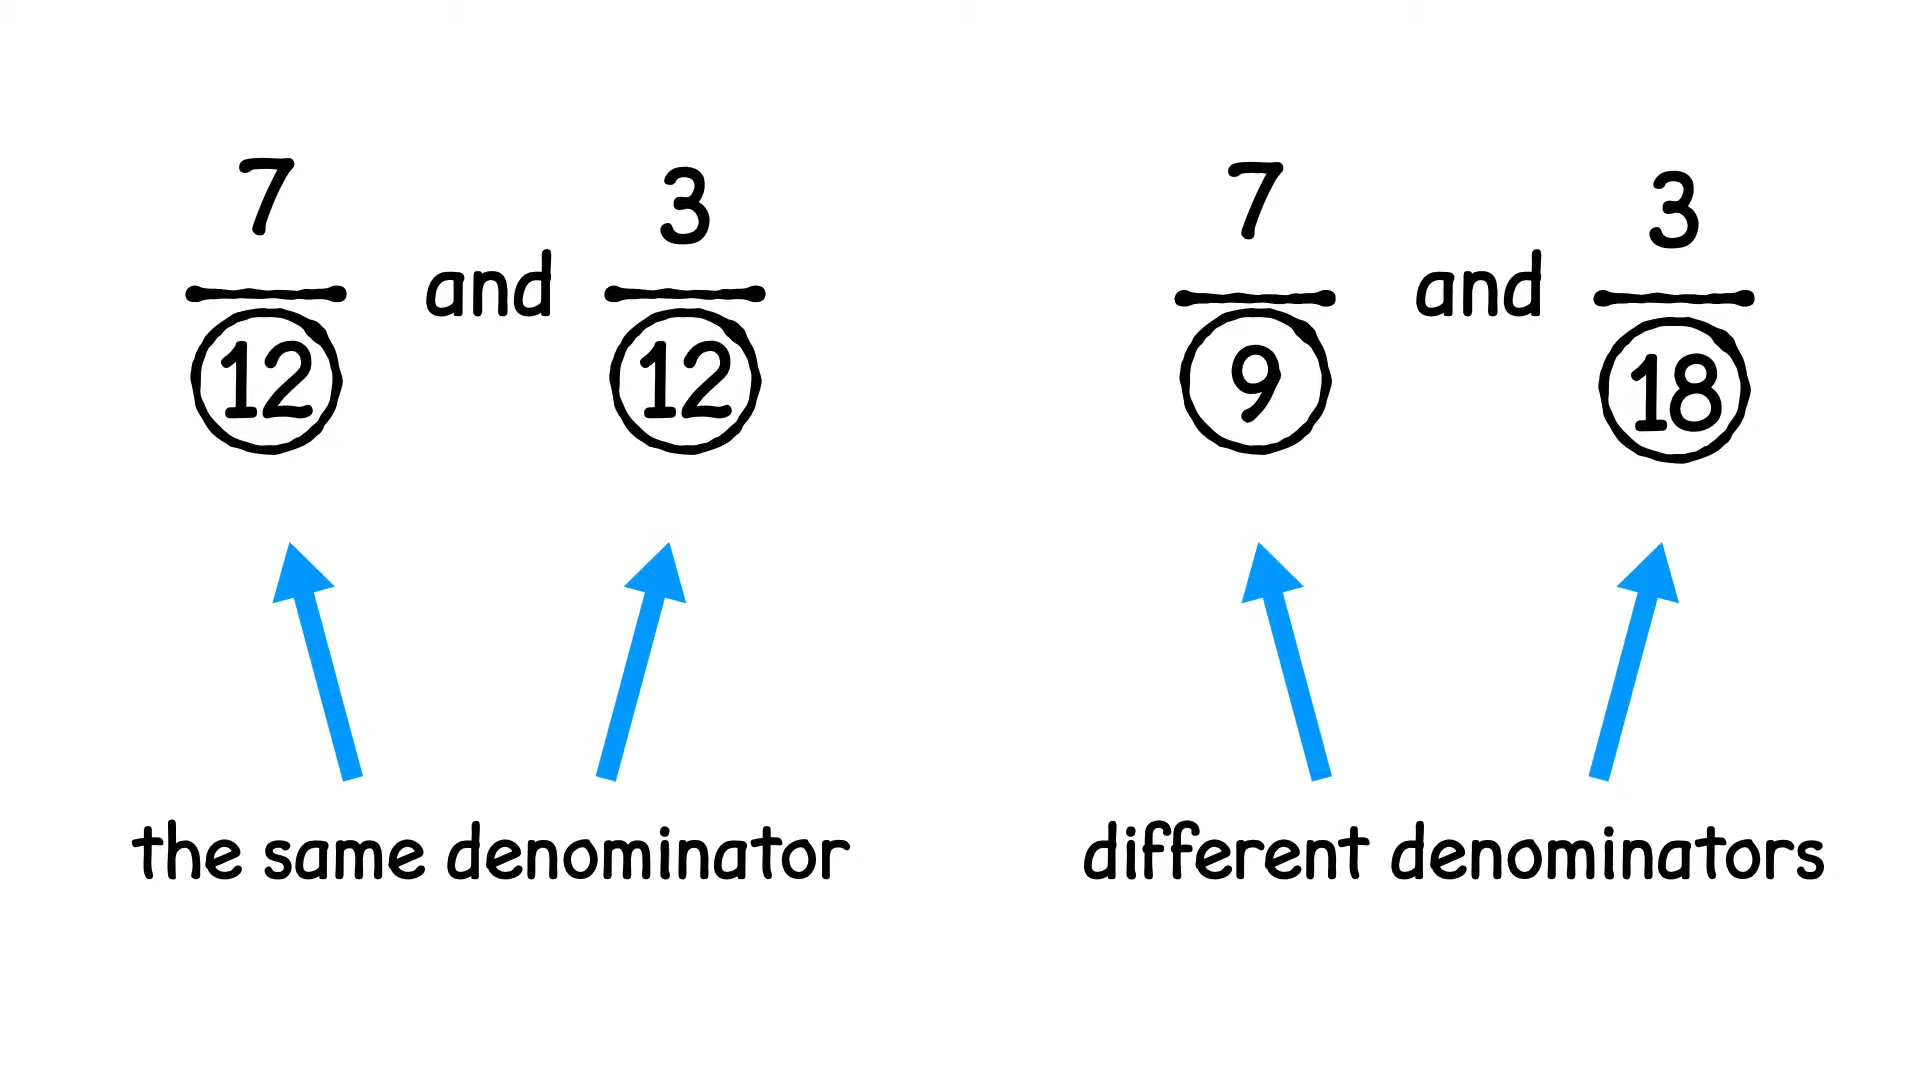 7 3 7 3
and and
12 12 9 18
the same denominator different denominators